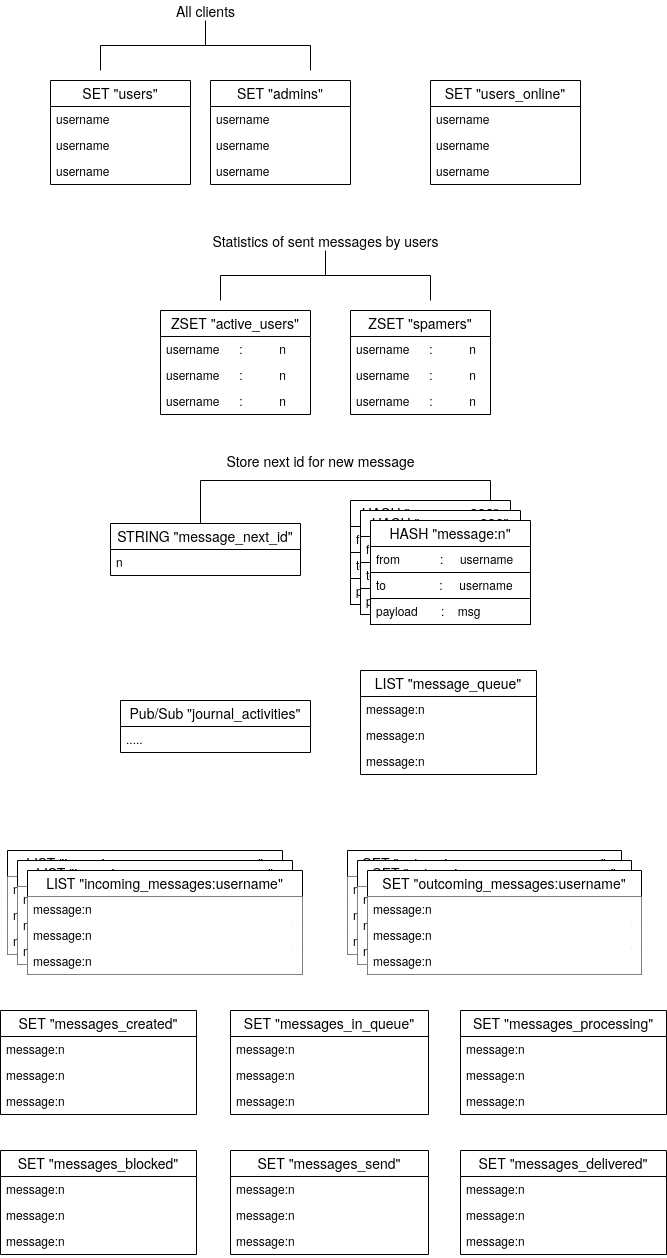 All clients
SET "users"
username
username
username
SET "admins"
username
username
username
SET "users_online"
username
username
username
Statistics of sent messages by users
ZSET "active_users"
username : n
username : n
username : n
ZSET "spamers"
username : n
username : n
username : n
Store next id for new message
STRING "message_next_id"
n
HASH "message:n"
from : username
to : username
payload : msg
Pub/Sub "journal_activities"
.....
LIST "message_queue"
message:n
message:n
message:n
LIST "incoming_messages:username"
message:n
message:n
message:n
SET "outcoming_messages:username"
message:n
message:n
message:n
SET "messages_created"
message:n
message:n
message:n
SET "messages_in_queue"
message:n
message:n
message:n
SET "messages_processing"
message:n
message:n
message:n
SET "messages_blocked"
message:n
message:n
message:n
SET "messages_send"
message:n
message:n
message:n
SET "messages_delivered"
message:n
message:n
message:n